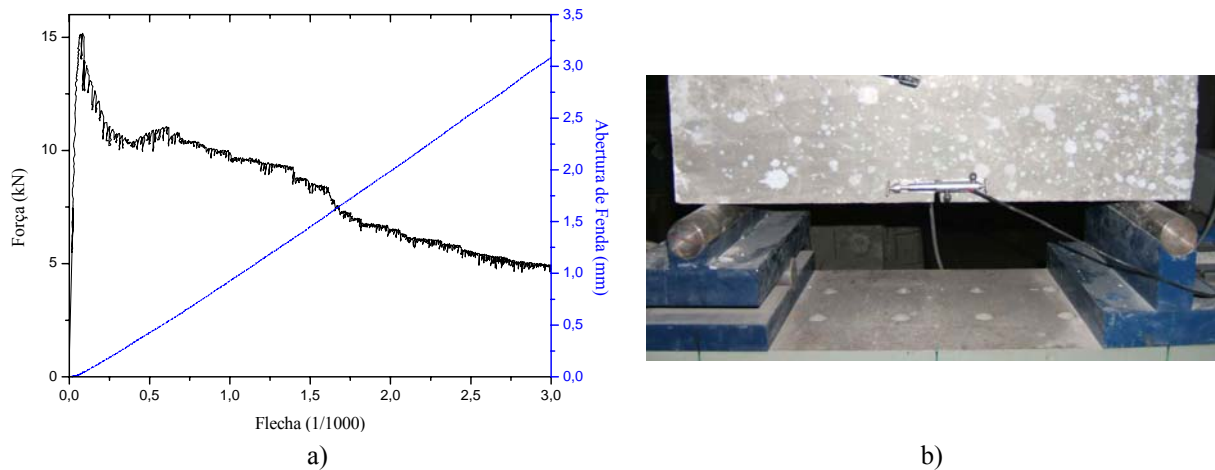 15
10
5
0
0,0 0,5 1,0 1,5 2,0 2,5 3,0
Força (kN)
Flecha (1/1000)
3,5
3,0
2,5
2,0
1,5
1,0
0,5
0,0
Abertura de Fenda (mm)
a)
b)